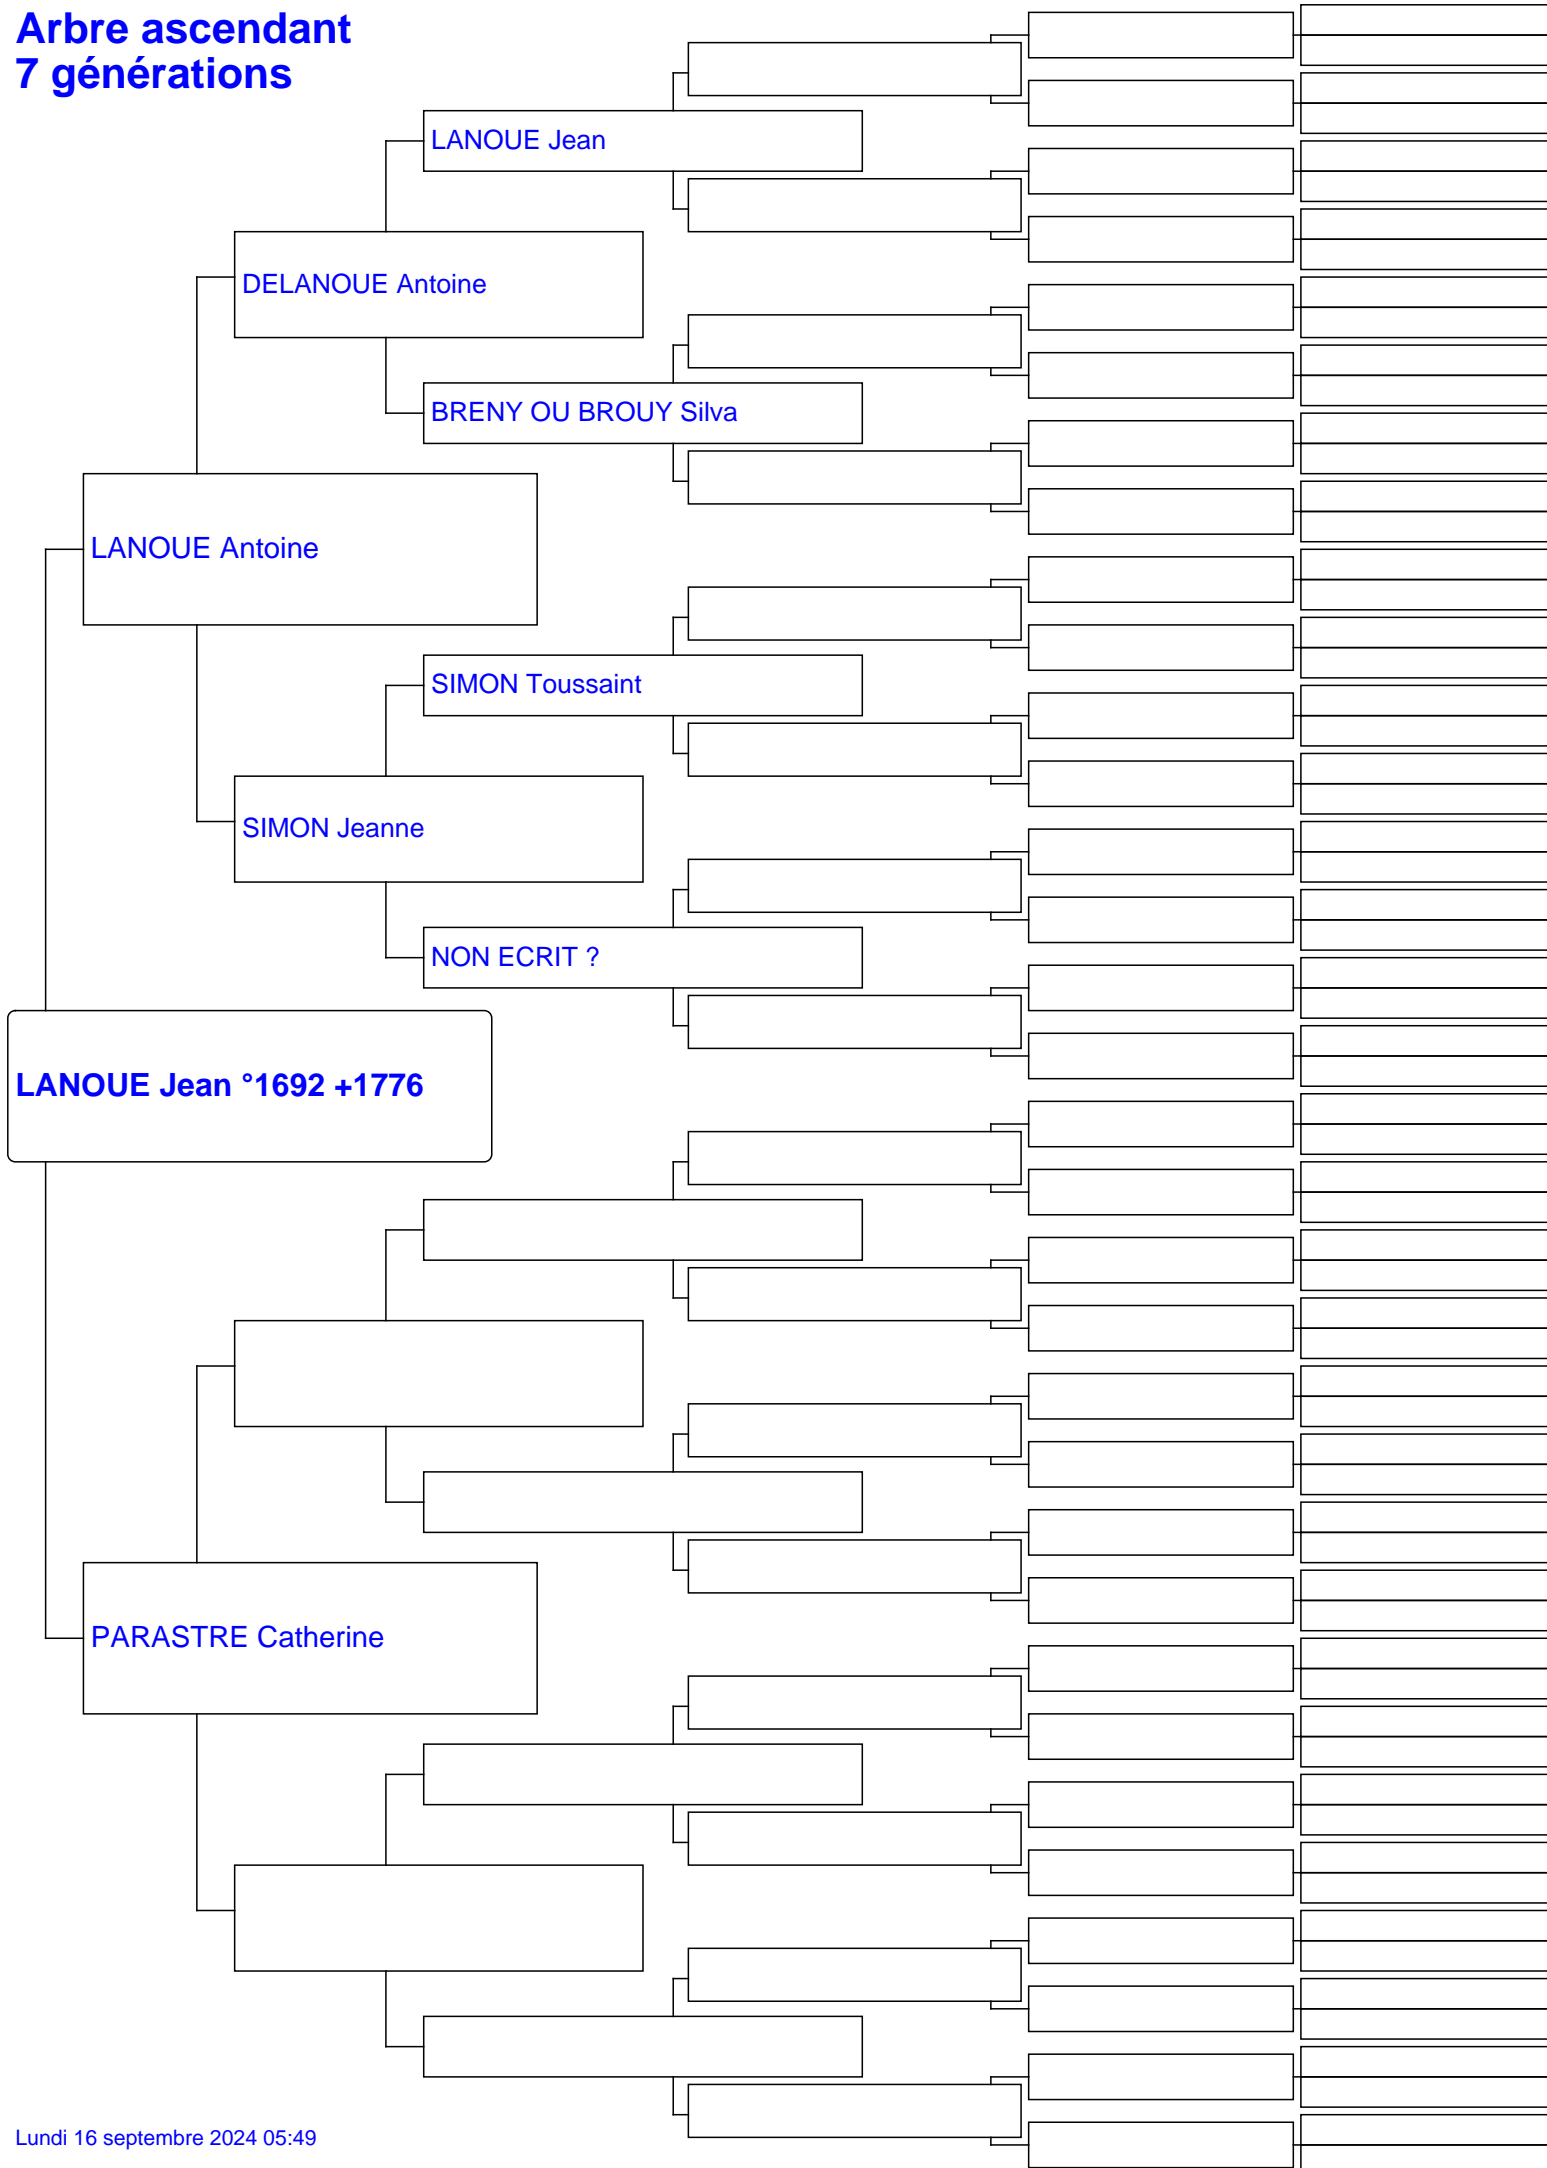 Arbre ascendant
7 générations
LANOUE Jean
DELANOUE Antoine
BRENY OU BROUY Silva
LANOUE Antoine
SIMON Toussaint
SIMON Jeanne
NON ECRIT ?
LANOUE Jean °1692 +1776
PARASTRE Catherine
Lundi 16 septembre 2024 05:49